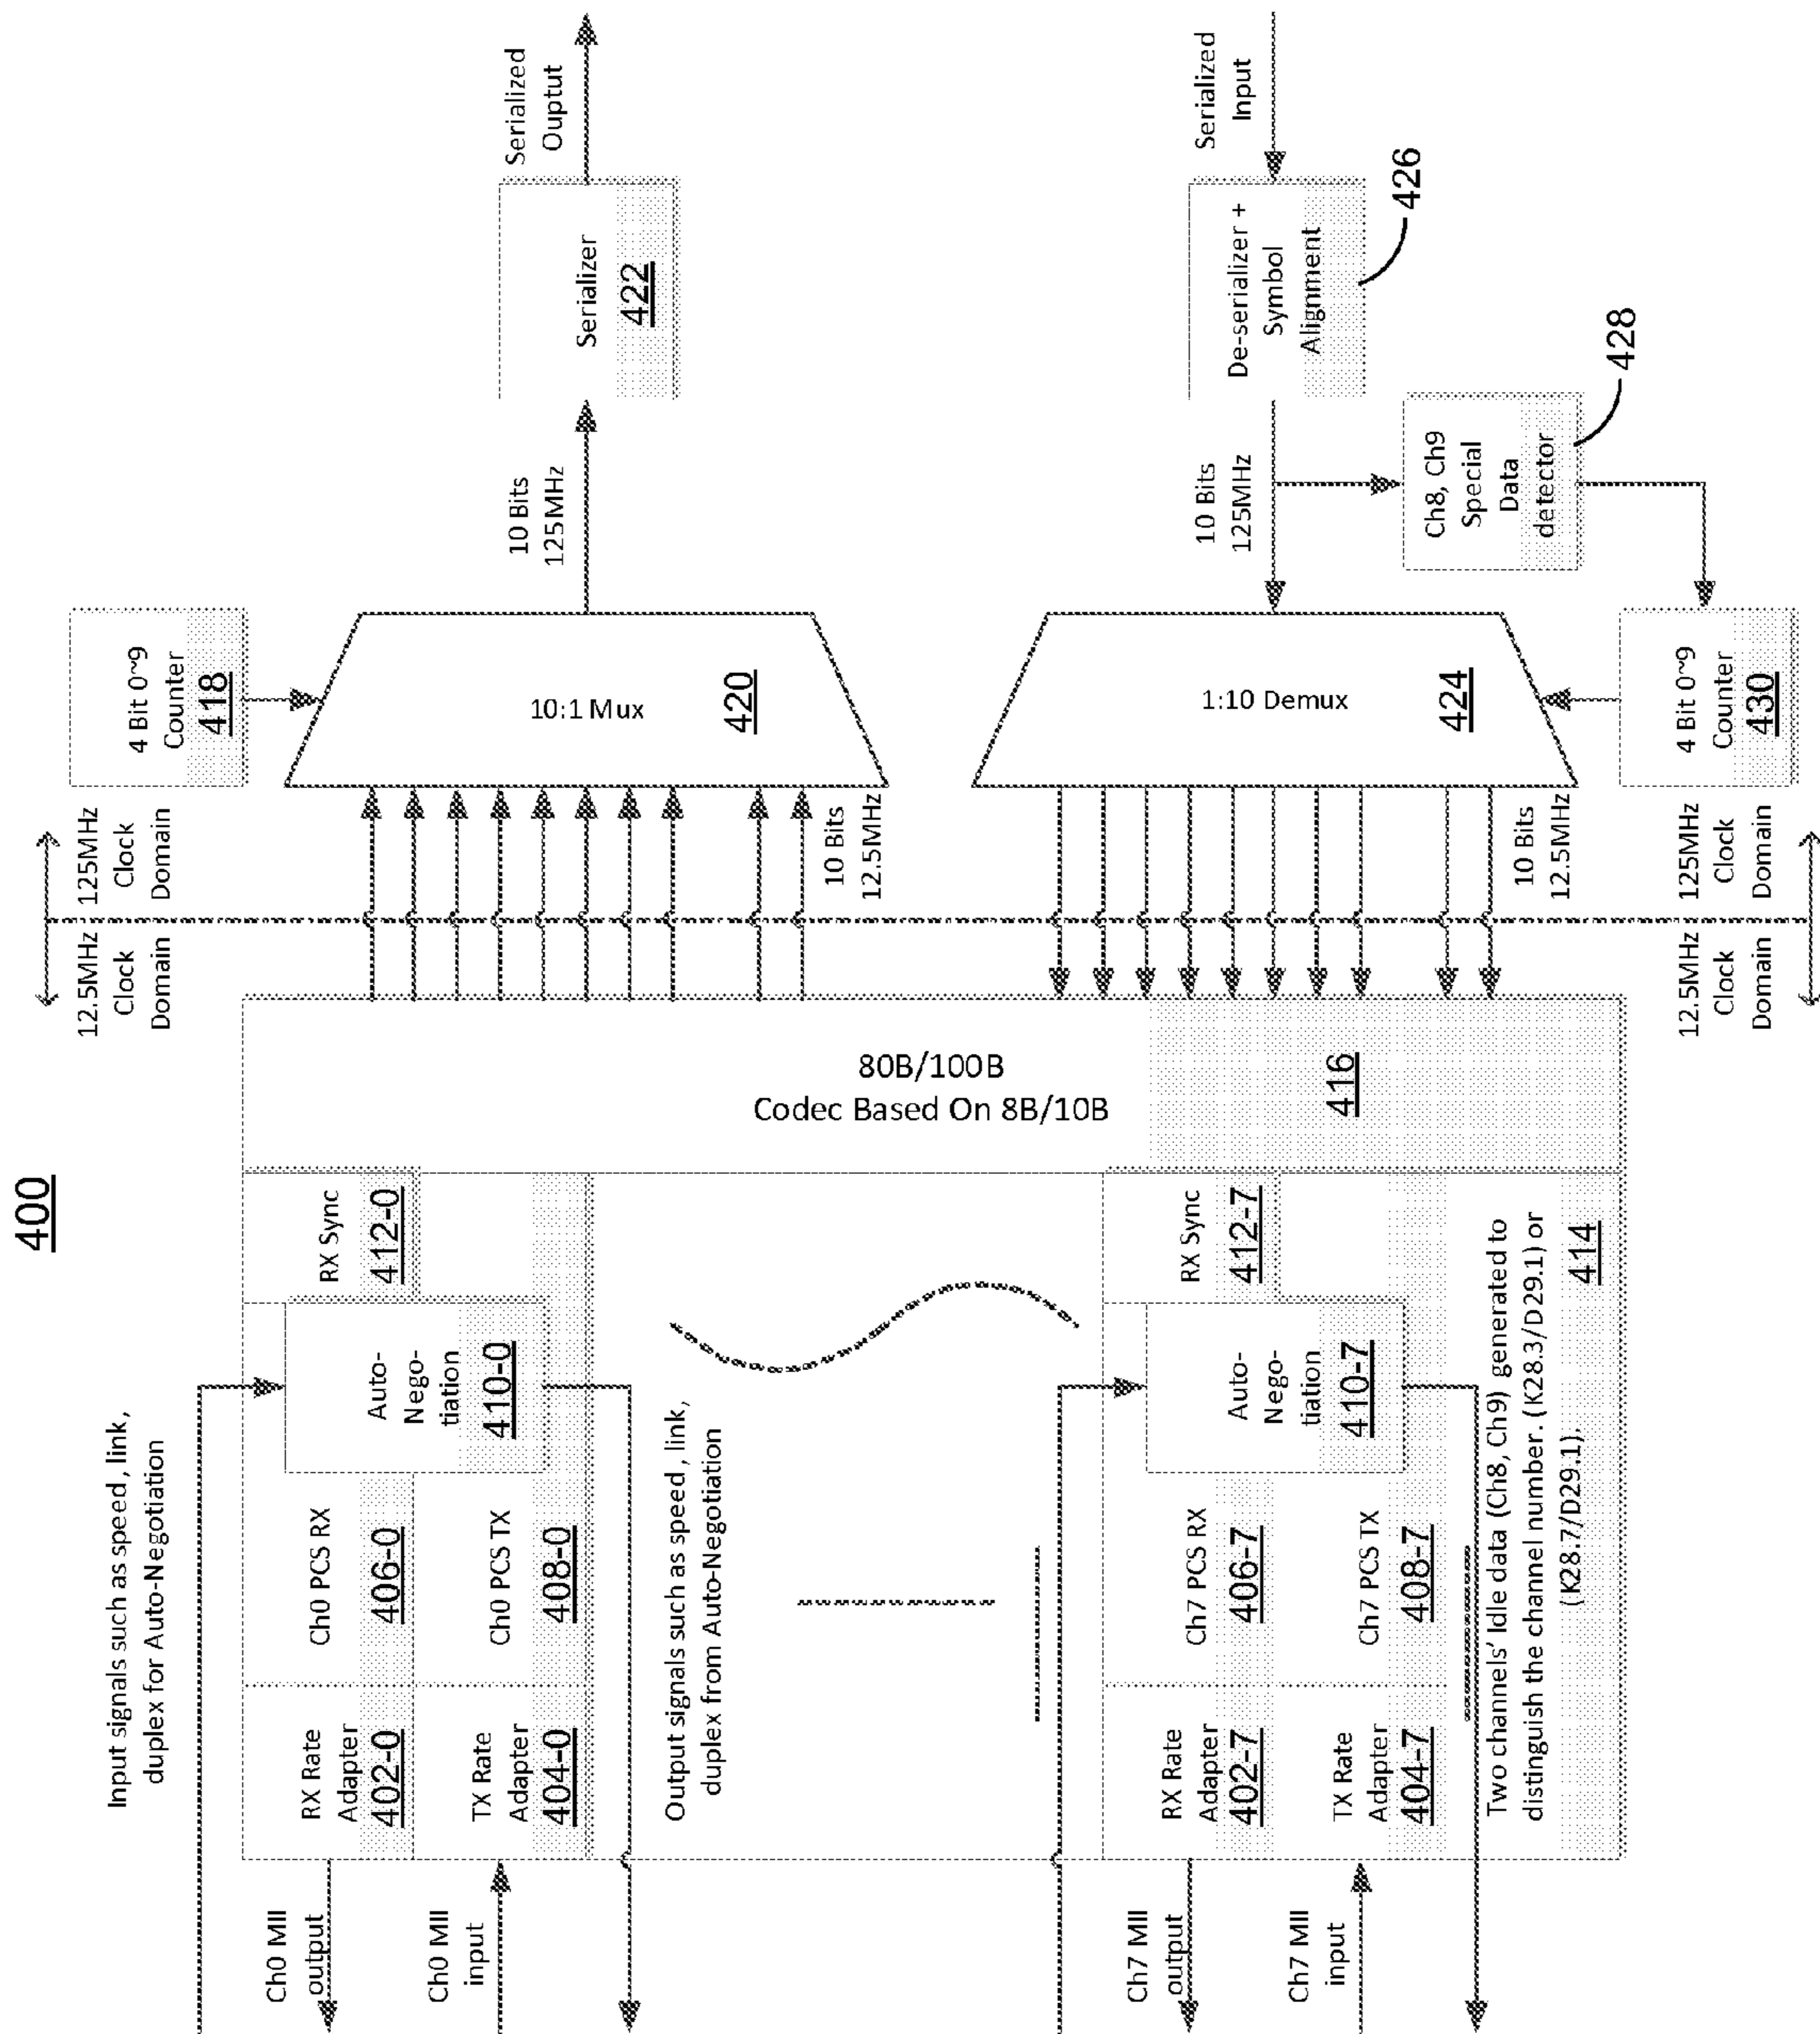 400
Input signals such as speed, link,
duplex for Auto-Negotiation
Ch0 MII
output
Ch0 MII
input
RX Rate
Adapter
402-0
Ch0 PCS RX
406-0
Auto-
Nego-
tiation
410-0
RX Sync
412-0
TX Rate
Adapter
404-0
Ch0 PCS TX
408-0
Output signals such as speed, link,
duplex from Auto-Negotiation
Ch7 MII
output
Ch7 MII
input
RX Rate
Adapter
402-7
Ch7 PCS RX
406-7
Auto-
Nego-
tiation
410-7
RX Sync
412-7
TX Rate
Adapter
404-7
Ch7 PCS TX
408-7
Two channels' Idle data (Ch8, Ch9) generated to
distinguish the channel number. (K28.3/D29.1) or
(K28.7/D29.1).
414
80B/100B
Codec Based On 8B/10B
416
12.5MHz
Clock
Domain
125MHz
Clock
Domain
10 Bits
12.5MHz
10 Bits
12.5MHz
12.5MHz
Clock
Domain
125MHz
Clock
Domain
4 Bit 0~9
Counter
418
10:1 Mux
420
10 Bits
125MHz
Serializer
422
Serialized
Ouptut
1:10 Demux
424
10 Bits
125MHz
De-serializer +
Symbol
Alignment
426
Serialized
Input
Ch8, Ch9
Special
Data
detector
428
4 Bit 0~9
Counter
430